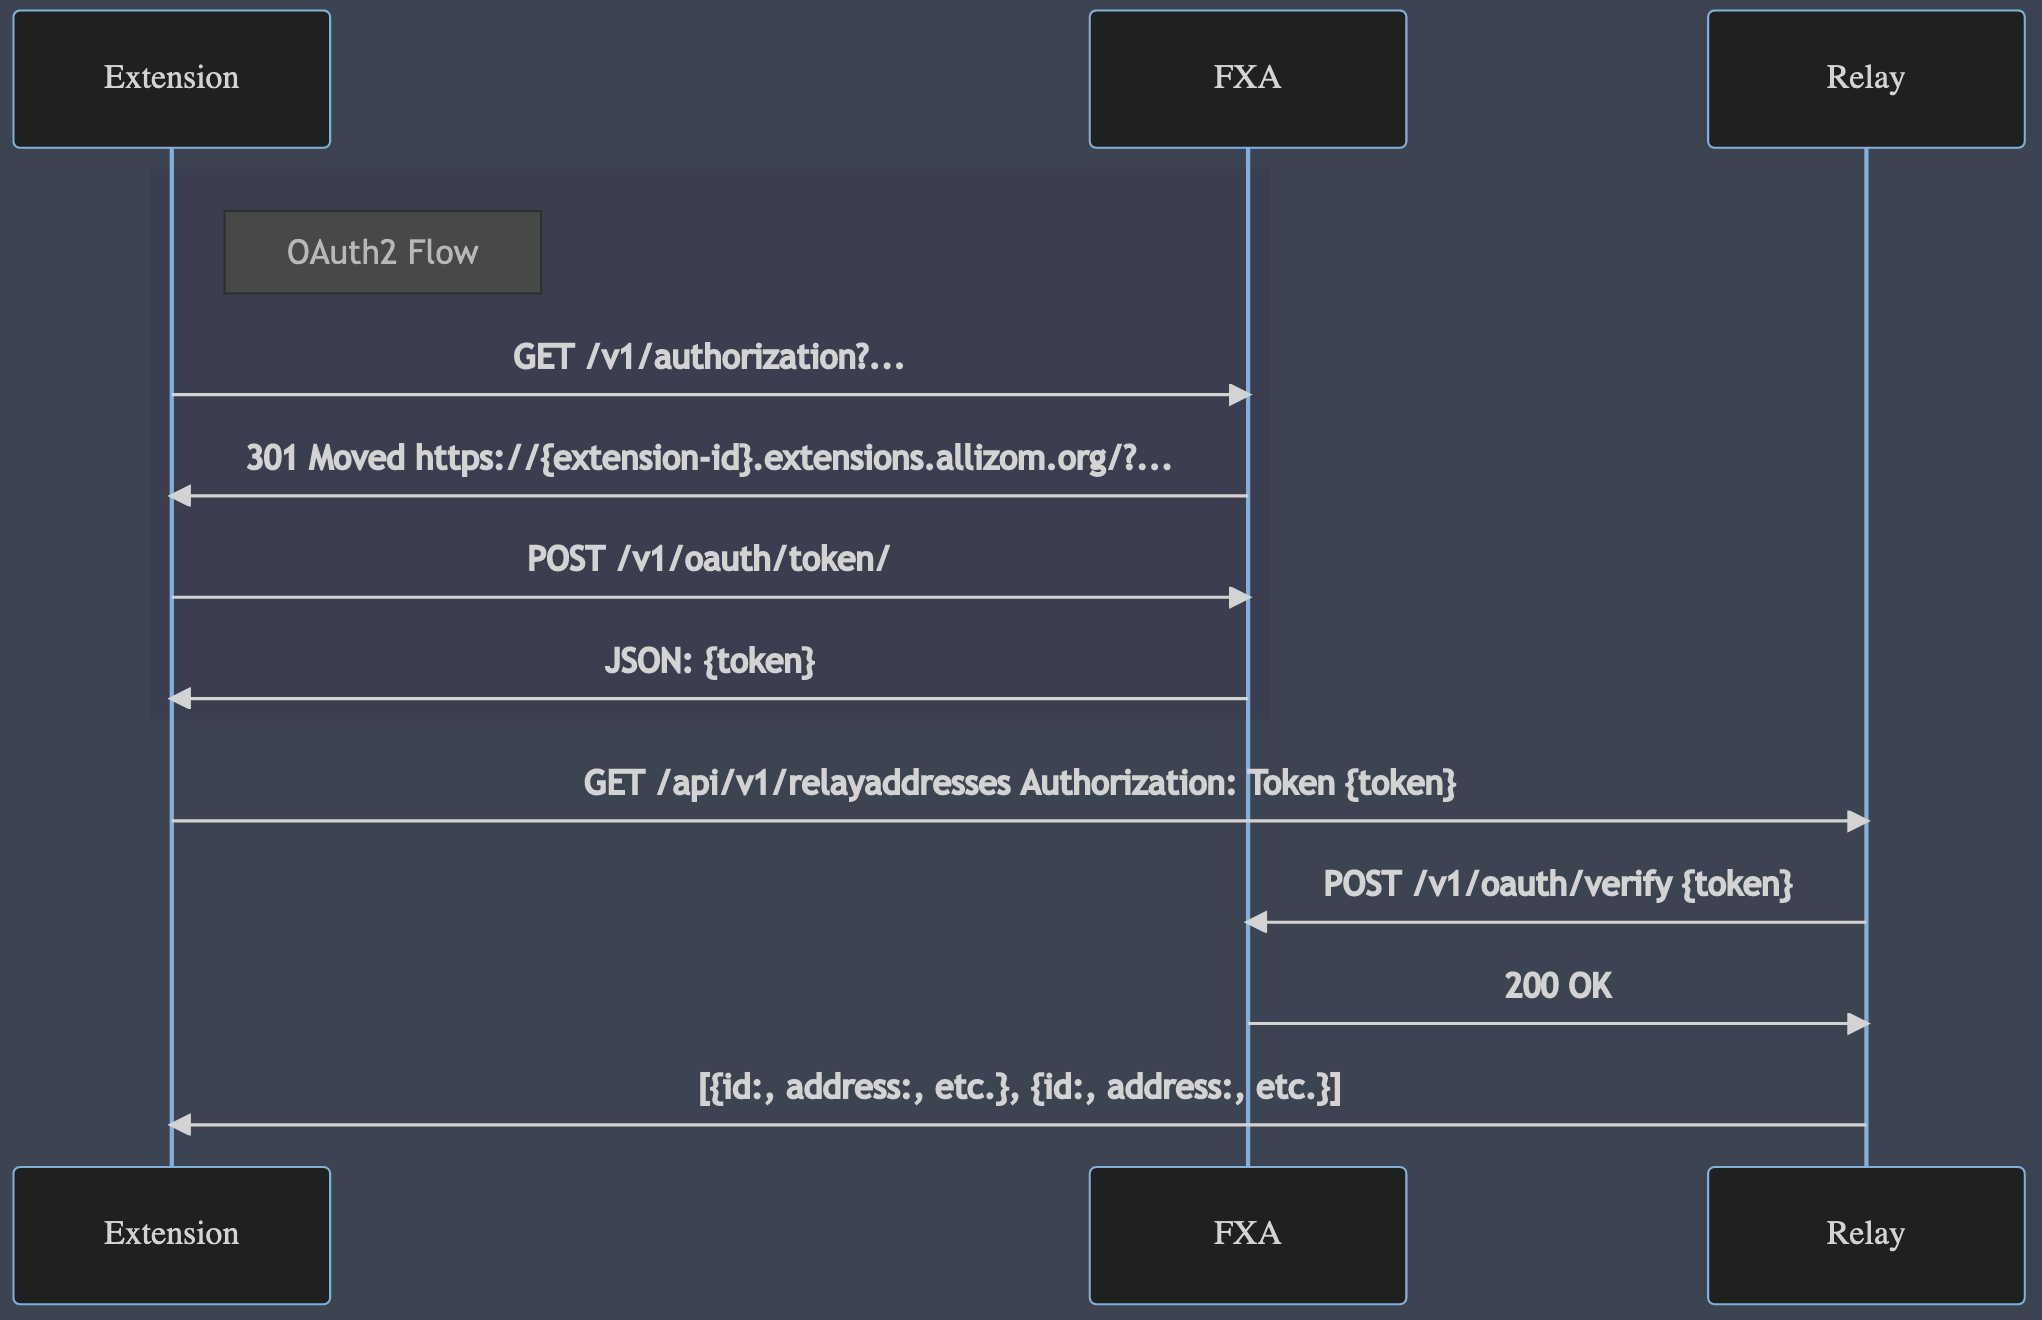 Extension
FXA
Relay
OAuth2 Flow
GET /v1/authorization?...
301 Moved https://{extension-id}.extensions.allizom.org/?...
POST /v1/oauth/token/
JSON: {token}
GET /api/v1/relayaddresses Authorization: Token {token}
POST /v1/oauth/verify {token}
200 OK
[{id:, address:, etc.}, {id:, address:, etc.}]
Extension
FXA
Relay